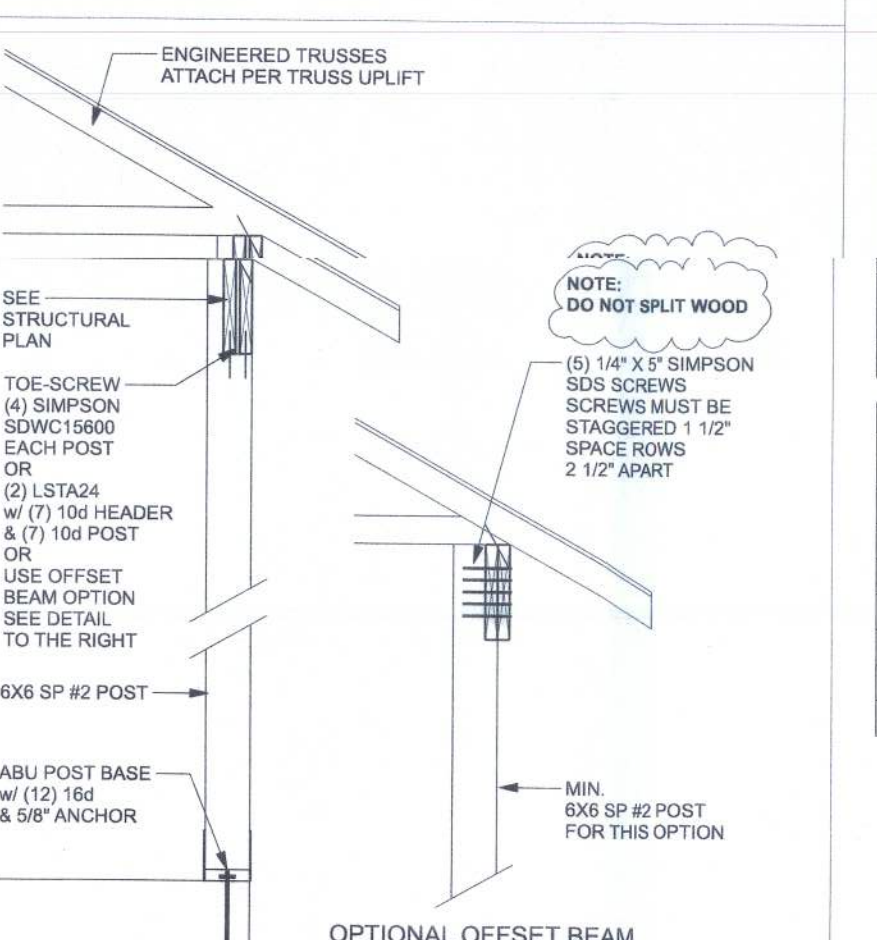 ENGINEERED TRUSSES
ATTACH PER TRUSS UPLIFT
NOTE:
NOTE:
DO NOT SPLIT WOOD
SEE
STRUCTURAL
PLAN
(5) 1/4" X 5" SIMPSON
SDS SCREWS
SCREWS MUST BE
STAGGERED 1 1/2"
SPACE ROWS
2 1/2" APART
TOE-SCREW
(4) SIMPSON
SDWC15600
EACH POST
OR
(2) LSTA24
w/ (7) 10d HEADER
& (7) 10d POST
OR
USE OFFSET
BEAM OPTION
SEE DETAIL
TO THE RIGHT
6X6 SP #2 POST
ABU POST BASE
w/ (12) 16d
& 5/8" ANCHOR
MIN.
6X6 SP #2 POST
FOR THIS OPTION
OPTIONAL OFFSET BEAM